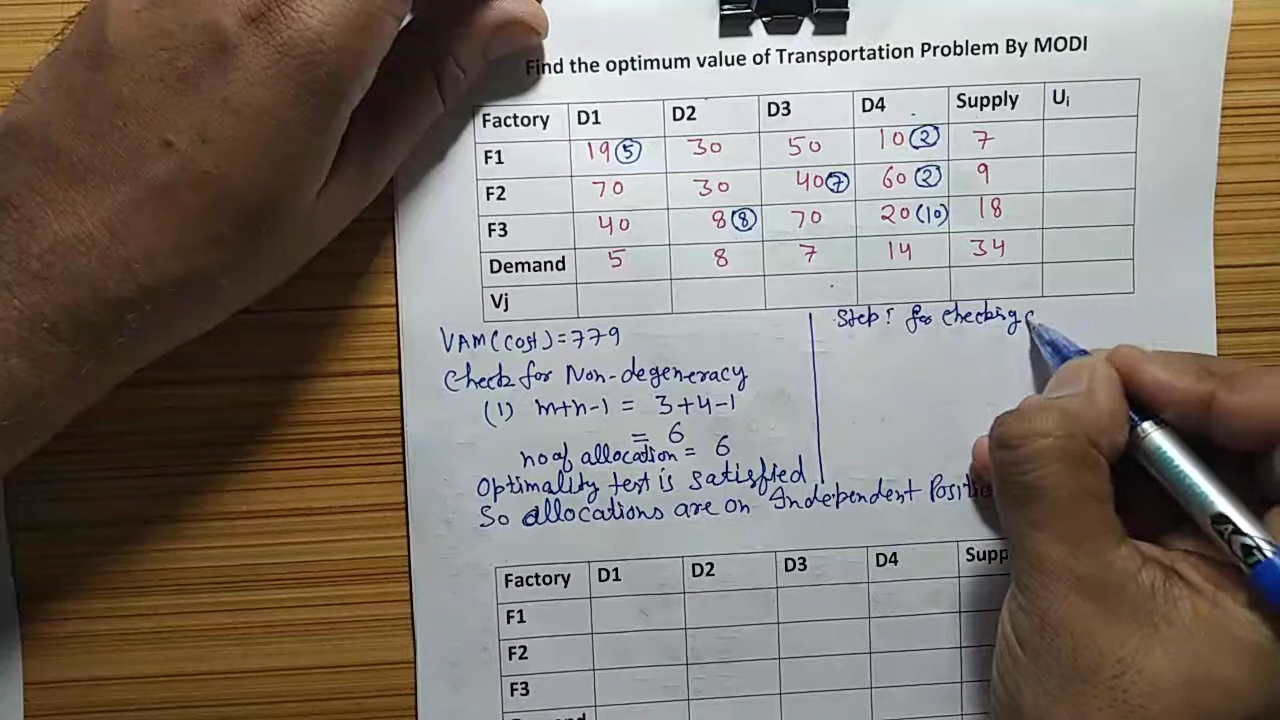 Find the optimum value of Transportation Problem By MODI
Factory D1 D2 D3 D4 Supply Ui
F1 19 (5) 30 50 10 (2) 7
F2 70 30 40 (7) 60 (2) 9
F3 40 8 (8) 70 20 (10) 18
Demand 5 8 7 14 34
Vj
VAM (cost) = 779
Check for Non-degeneracy
(1) m+n-1 = 3+4-1
= 6
no of allocation = 6
Optimality test is satisfied
So allocations are on Independent
Step: for checking
Factory D1 D2 D3 D4
F1
F2
F3